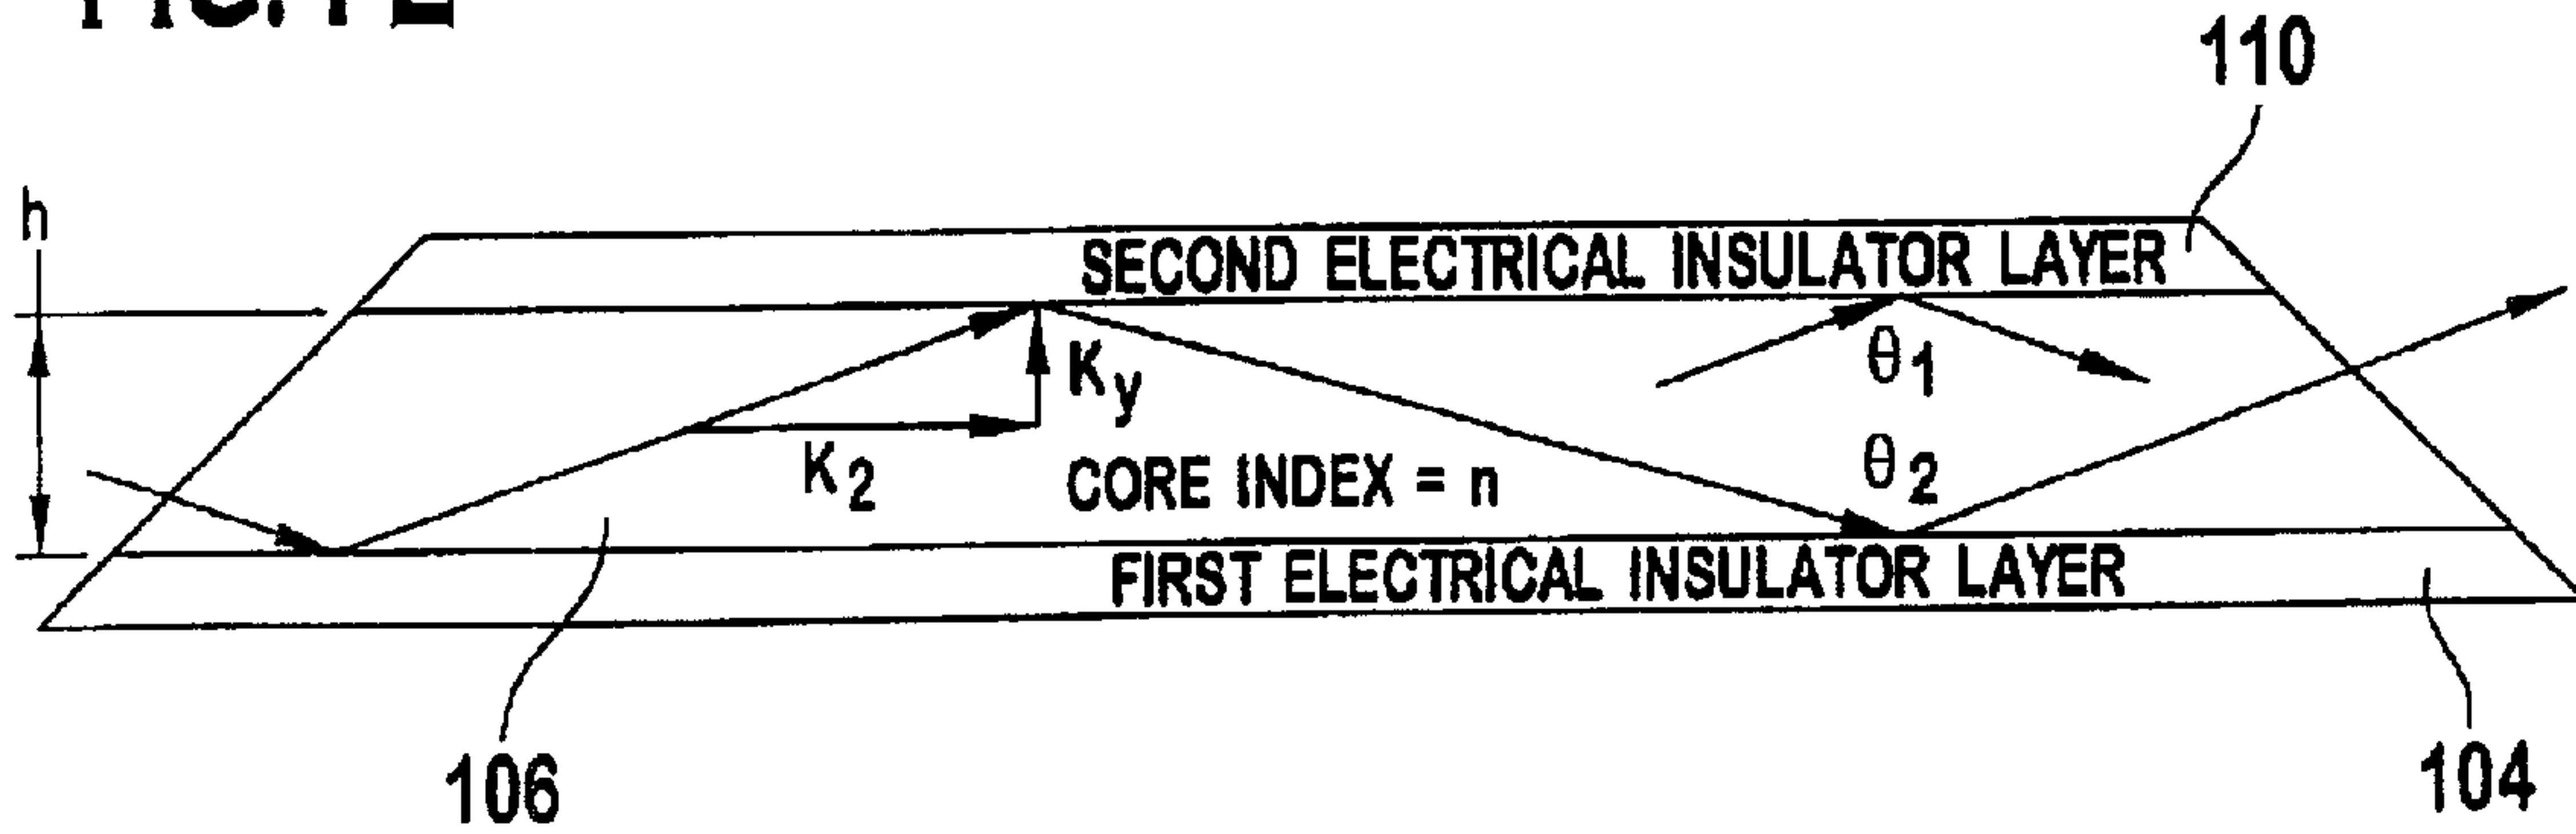 110
h
SECOND ELECTRICAL INSULATOR LAYER
Ky
θ1
K2
θ2
CORE INDEX = n
FIRST ELECTRICAL INSULATOR LAYER
106
104